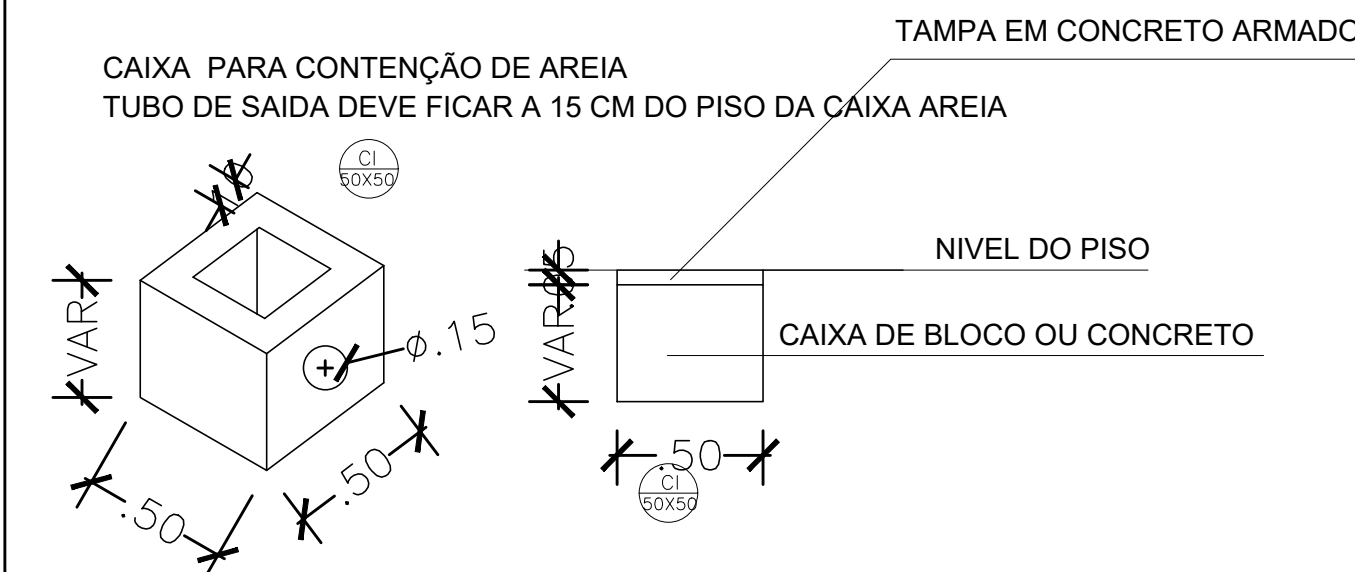 TAMPA EM CONCRETO ARMADO
CAIXA PARA CONTENÇÃO DE AREIA
TUBO DE SAIDA DEVE FICAR A 15 CM DO PISO DA CAIXA AREIA
CI
50X50
NIVEL DO PISO
VAR.
VAR.
.05
ϕ.15
CAIXA DE BLOCO OU CONCRETO
.50
.50
.50
CI
50X50